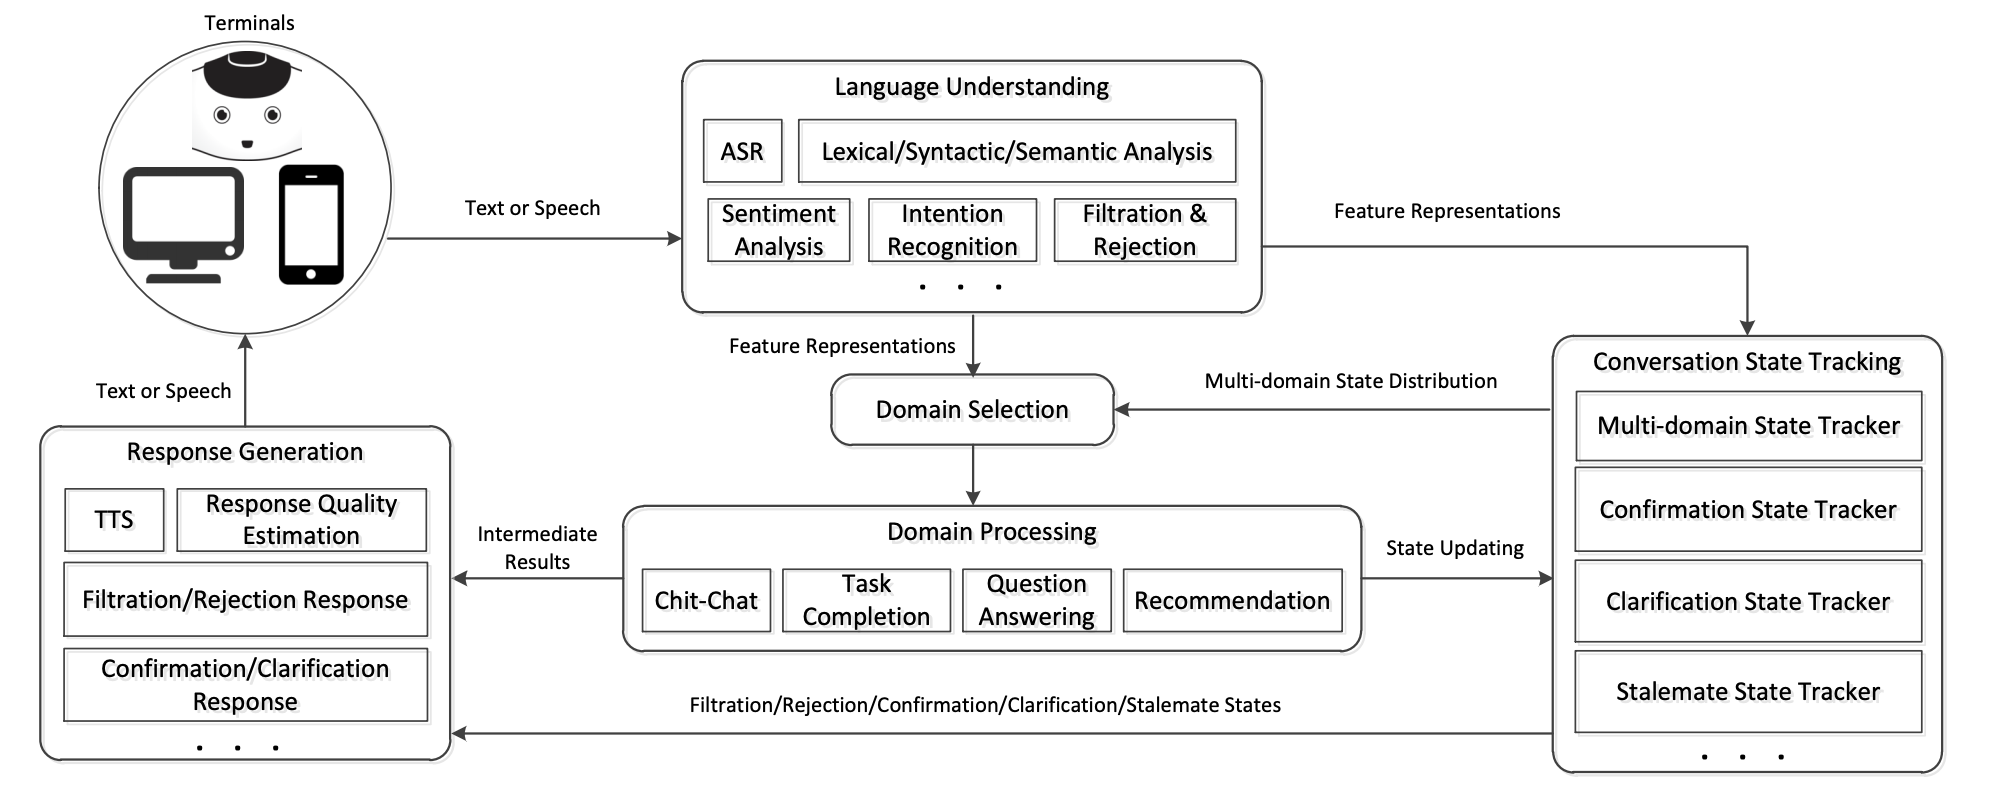 Terminals
Text or Speech
Language Understanding
ASR
Lexical/Syntactic/Semantic Analysis
Sentiment
Analysis
Intention
Recognition
Filtration &
Rejection
. . .
Feature Representations
Feature Representations
Domain Selection
Multi-domain State Distribution
Conversation State Tracking
Multi-domain State Tracker
Confirmation State Tracker
Clarification State Tracker
Stalemate State Tracker
. . .
Domain Processing
Chit-Chat
Task
Completion
Question
Answering
Recommendation
State Updating
Intermediate
Results
Filtration/Rejection/Confirmation/Clarification/Stalemate States
Text or Speech
Response Generation
TTS
Response Quality
Estimation
Filtration/Rejection Response
Confirmation/Clarification
Response
. . .